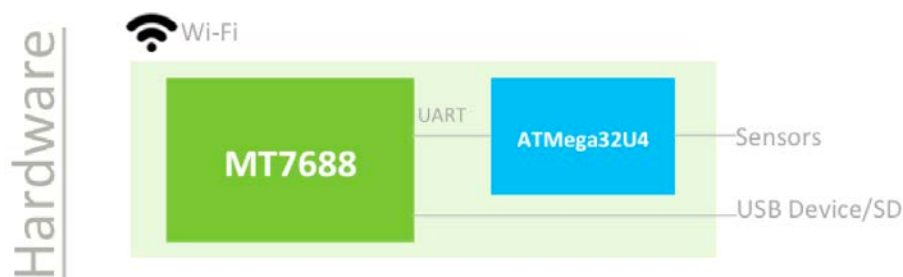 Hardware
Wi-Fi
MT7688
UART
ATMega32U4
Sensors
USB Device/SD